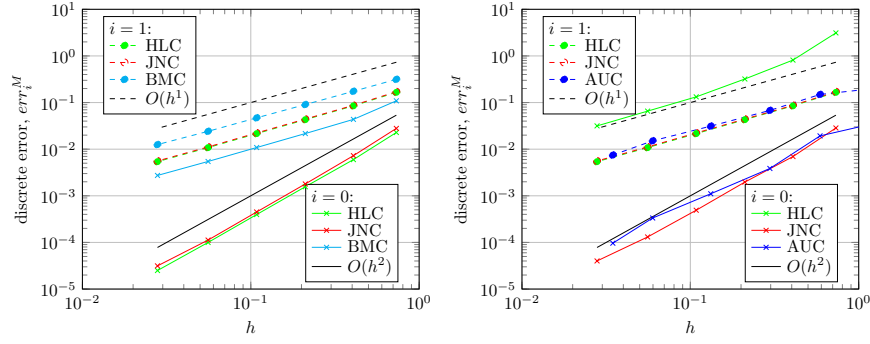 10^1
10^0
10^−1
10^−2
10^−3
10^−4
10^−5
discrete error, err_i^M
i = 1:
HLC
JNC
BMC
O(h^1)
i = 0:
HLC
JNC
BMC
O(h^2)
10^−2
10^−1
10^0
h
10^1
10^0
10^−1
10^−2
10^−3
10^−4
10^−5
discrete error, err_i^M
i = 1:
HLC
JNC
AUC
O(h^1)
i = 0:
HLC
JNC
AUC
O(h^2)
10^−2
10^−1
10^0
h